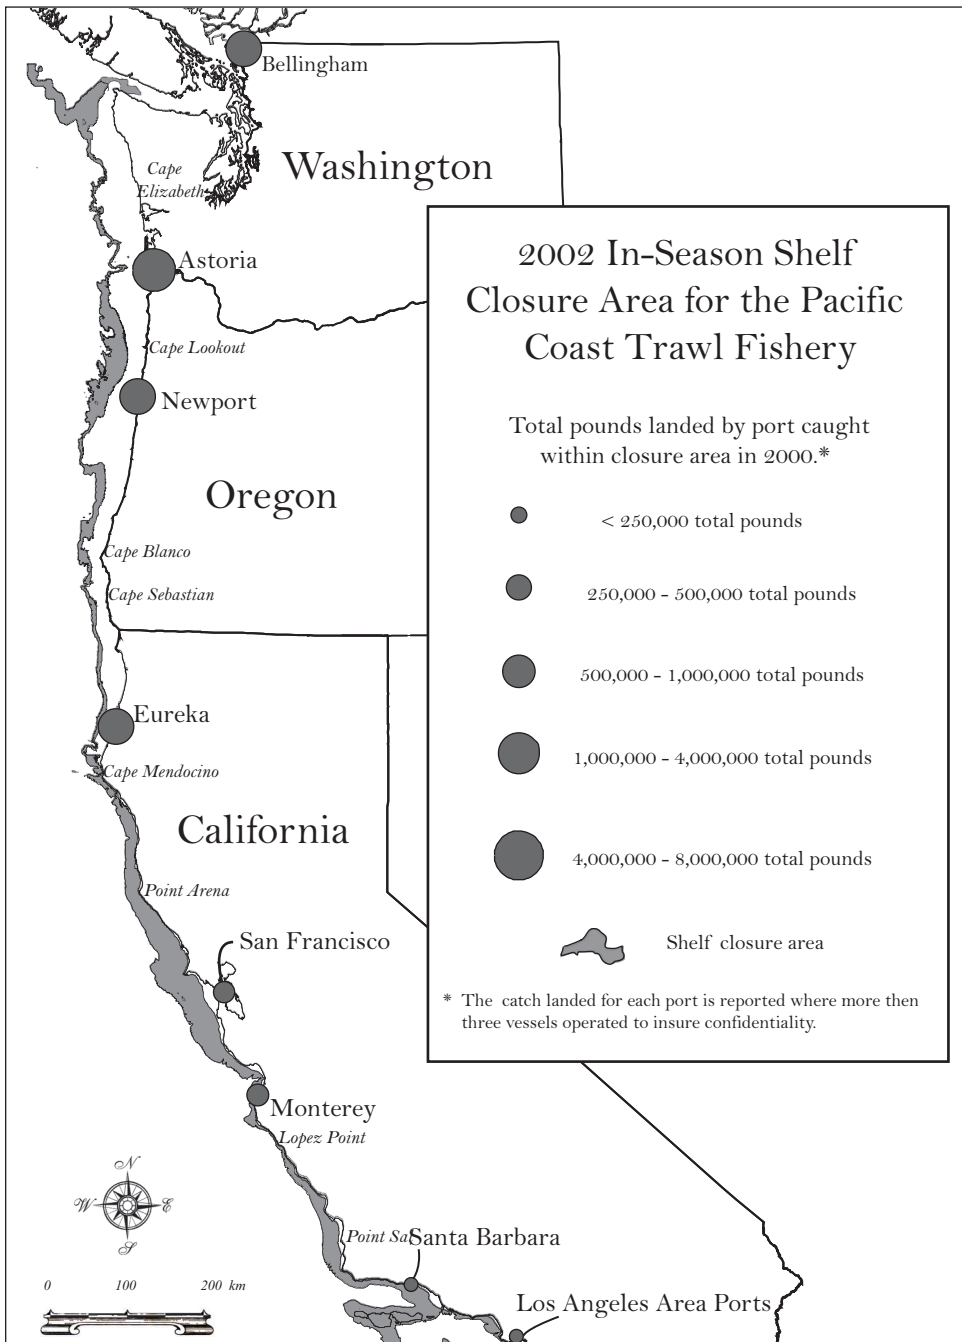 Bellingham
Washington
Cape
Elizabeth
Astoria
Cape Lookout
Newport
Oregon
Cape Blanco
Cape Sebastian
Eureka
Cape Mendocino
California
Point Arena
San Francisco
Monterey
Lopez Point
Point Sa
Santa Barbara
Los Angeles Area Ports
2002 In-Season Shelf
Closure Area for the Pacific
Coast Trawl Fishery
Total pounds landed by port caught
within closure area in 2000.*
< 250,000 total pounds
250,000 - 500,000 total pounds
500,000 - 1,000,000 total pounds
1,000,000 - 4,000,000 total pounds
4,000,000 - 8,000,000 total pounds
Shelf closure area
* The catch landed for each port is reported where more then
three vessels operated to insure confidentiality.
N
W E
S
0 100 200 km